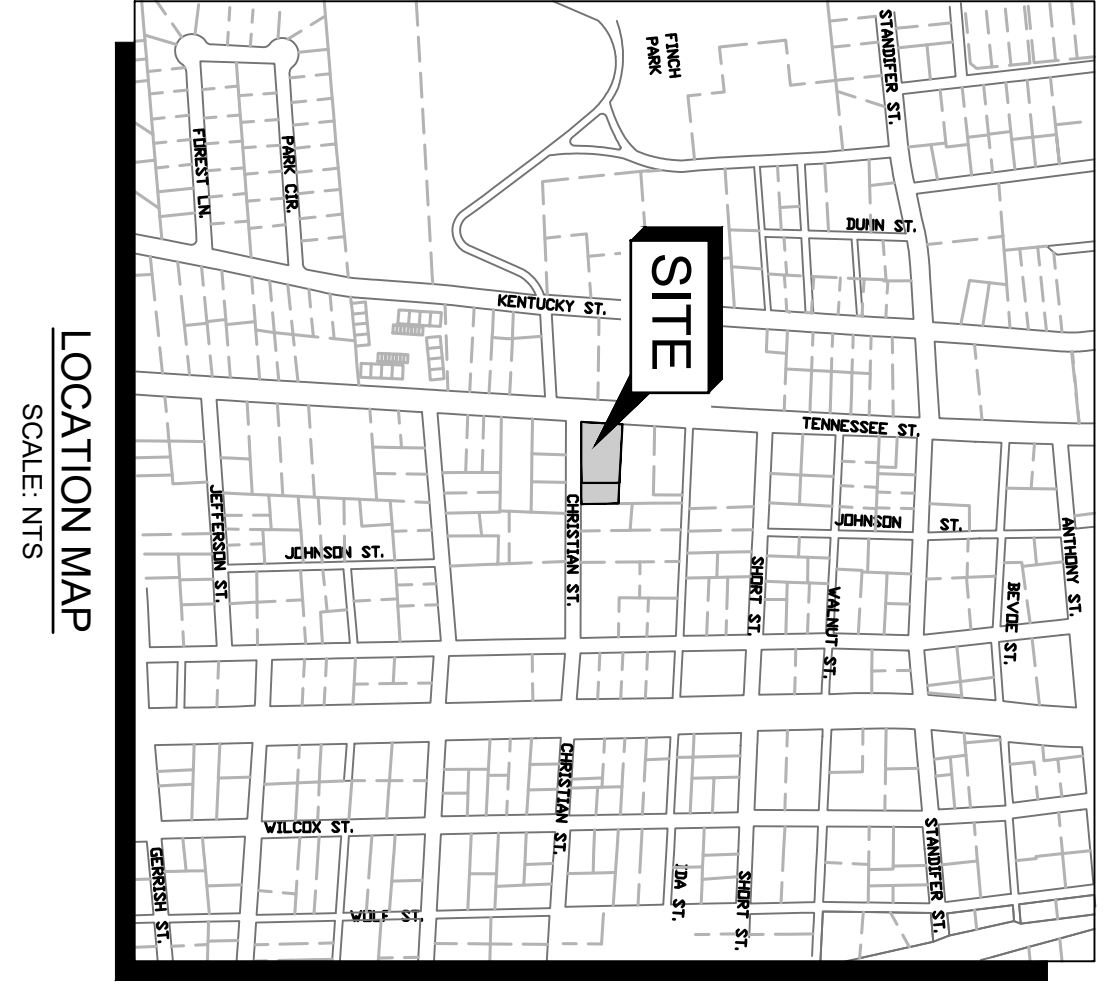 LOCATION MAP
SCALE: NTS
SITE
FINCH
PARK
STANDIFER ST.
FOREST LN.
PARK CIR.
DUNN ST.
KENTUCKY ST.
TENNESSEE ST.
JEFFERSON ST.
JOHNSON ST.
CHRISTIAN ST.
SHORT ST.
JOHNSON ST.
WALNUT ST.
BEVOE ST.
ANTHONY ST.
CHRISTIAN ST.
WILCOX ST.
GERRISH ST.
WOLF ST.
IDA ST.
SHORT ST.
STANDIFER ST.